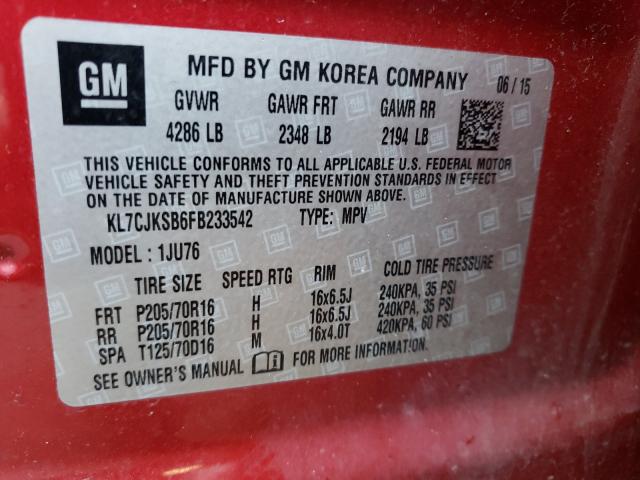 GM MFD BY GM KOREA COMPANY 06 / 15
GVWR GAWR FRT GAWR RR
4286 LB 2348 LB 2194 LB
THIS VEHICLE CONFORMS TO ALL APPLICABLE U.S. FEDERAL MOTOR
VEHICLE SAFETY AND THEFT PREVENTION STANDARDS IN EFFECT
ON THE DATE OF MANUFACTURE SHOWN ABOVE.
KL7CJKSB6FB233542 TYPE: MPV
MODEL : 1JU76
TIRE SIZE SPEED RTG RIM COLD TIRE PRESSURE
FRT P205/70R16 H 16x6.5J 240KPA, 35 PSI
RR P205/70R16 H 16x6.5J 240KPA, 35 PSI
SPA T125/70D16 M 16x4.0T 420KPA, 60 PSI
SEE OWNER'S MANUAL FOR MORE INFORMATION.